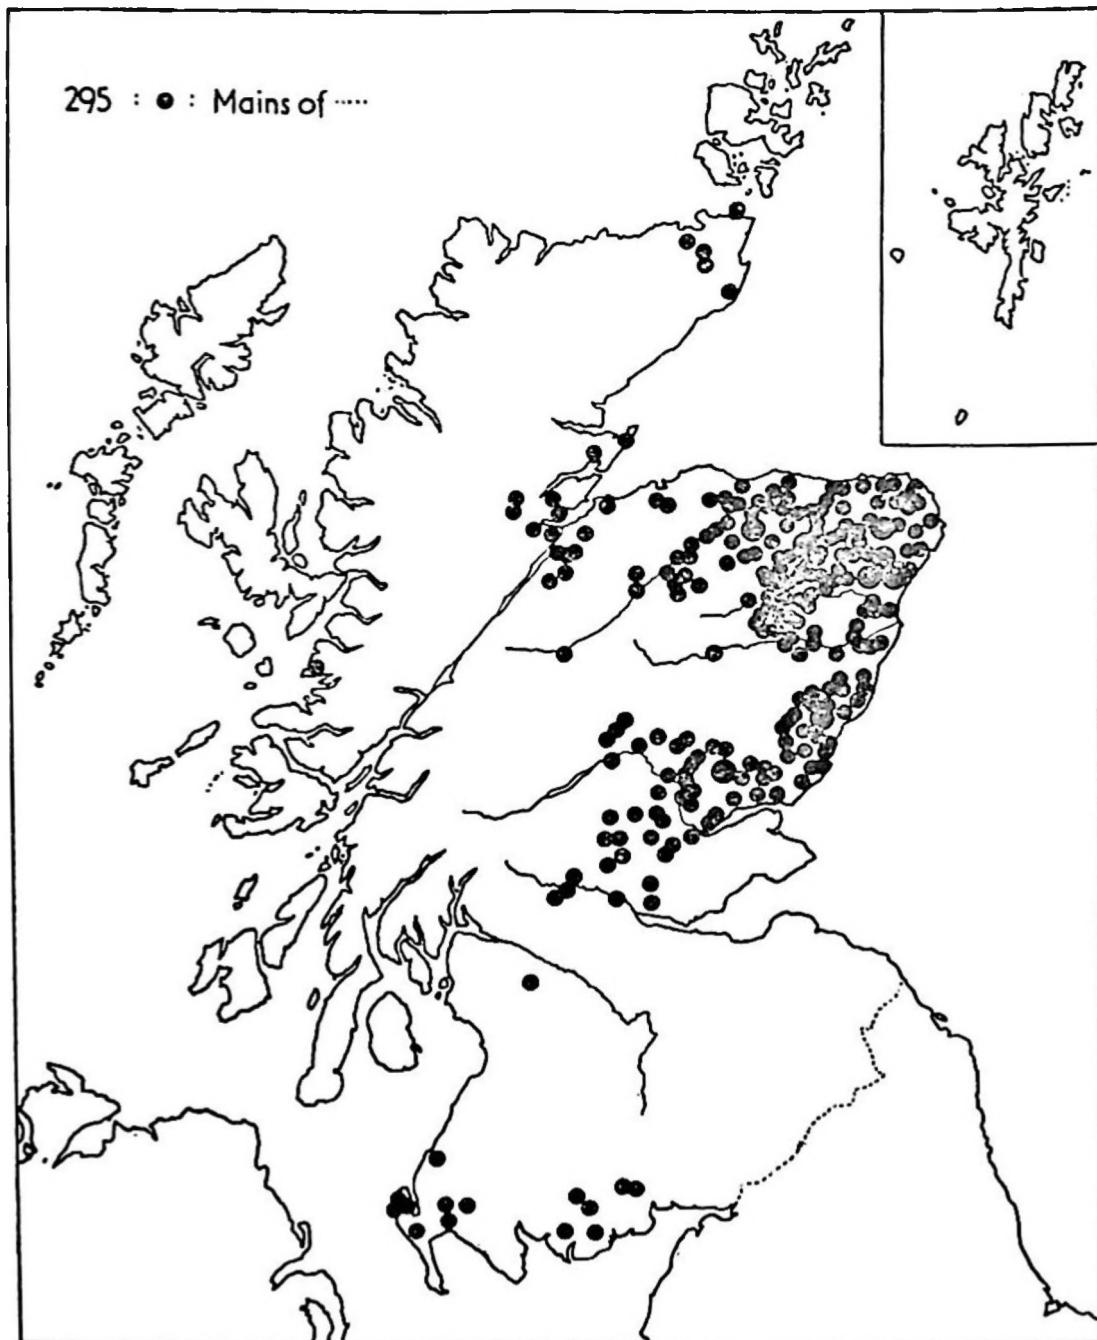 295 : ● : Mains of .....